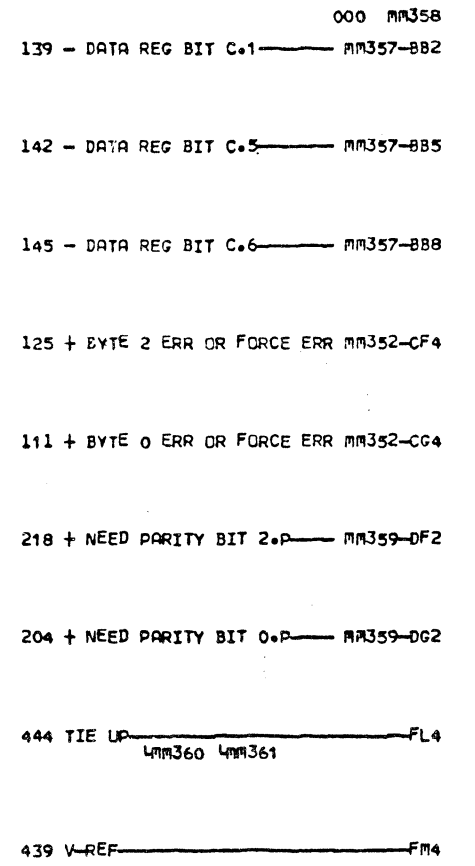 000 MM358
139 - DATA REG BIT C.1 MM357-BB2
142 - DATA REG BIT C.5 MM357-BB5
145 - DATA REG BIT C.6 MM357-BB8
125 + BYTE 2 ERR OR FORCE ERR MM352-CF4
111 + BYTE 0 ERR OR FORCE ERR MM352-CG4
218 + NEED PARITY BIT 2.P MM359-DF2
204 + NEED PARITY BIT 0.P MM359-DG2
444 TIE UP FL4
4MM360 4MM361
439 V-REF FM4